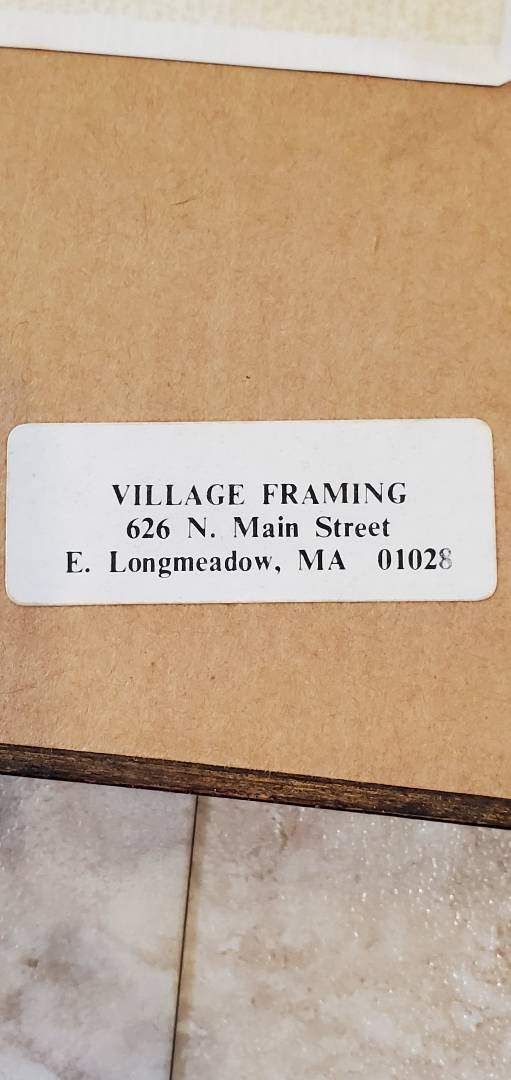 VILLAGE FRAMING
626 N. Main Street
E. Longmeadow, MA 01028